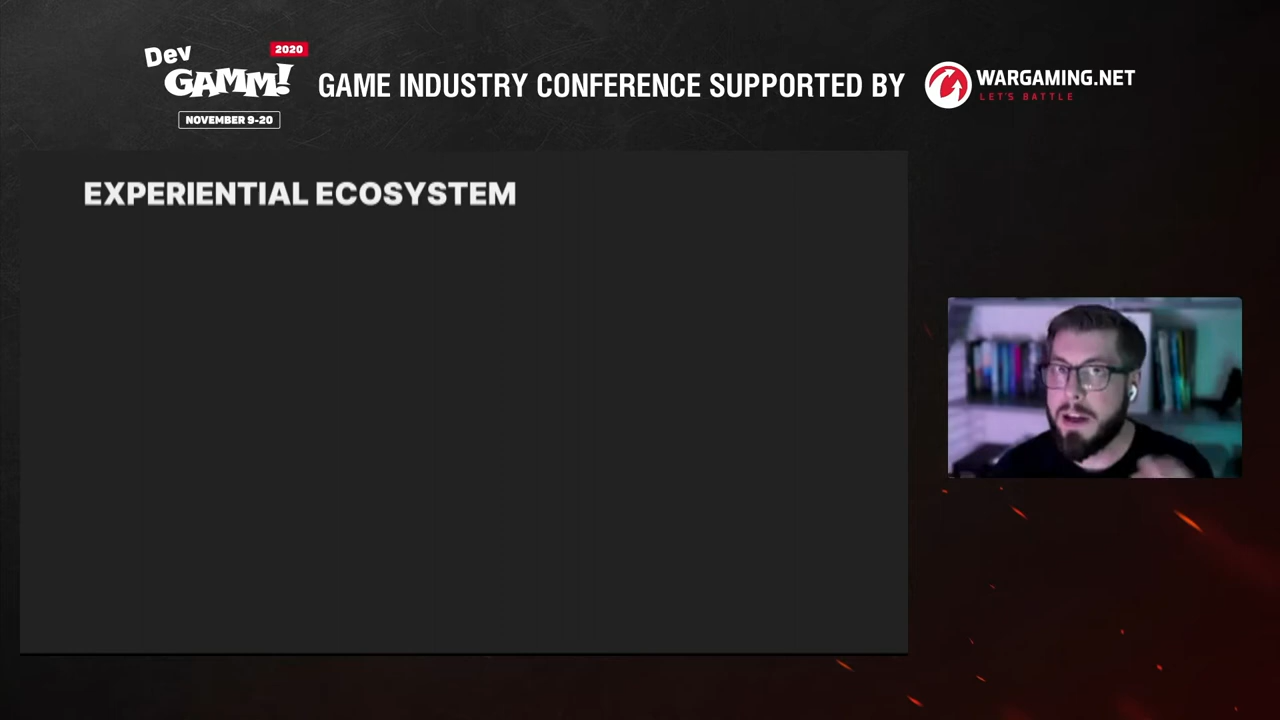 Dev
2020
GAMM!
NOVEMBER 9-20
GAME INDUSTRY CONFERENCE SUPPORTED BY
WARGAMING.NET
LET'S BATTLE
EXPERIENTIAL ECOSYSTEM